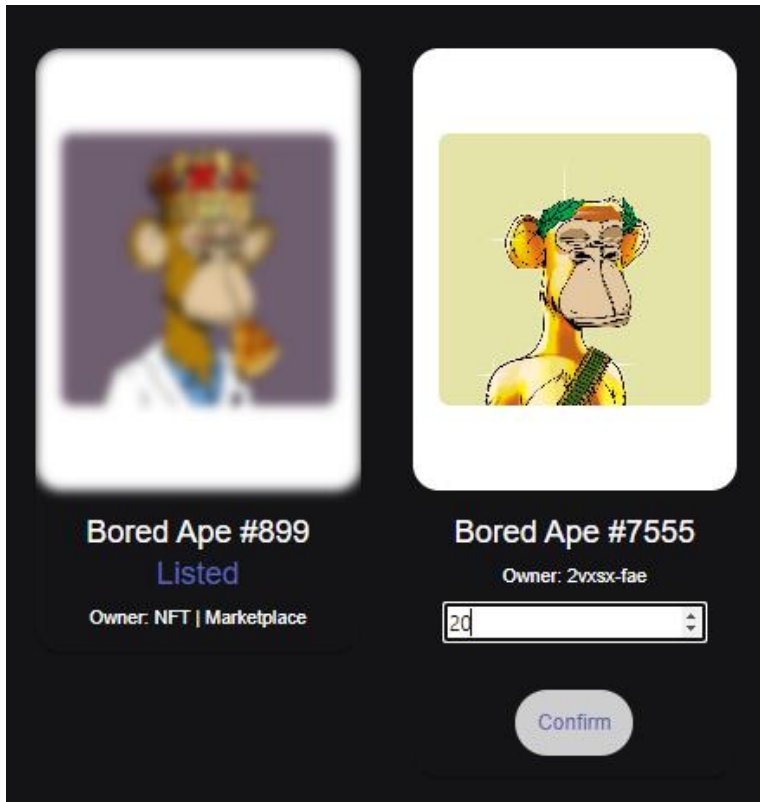 Bored Ape #899
Listed
Owner: NFT | Marketplace
Bored Ape #7555
Owner: 2vxsx-fae
20
Confirm